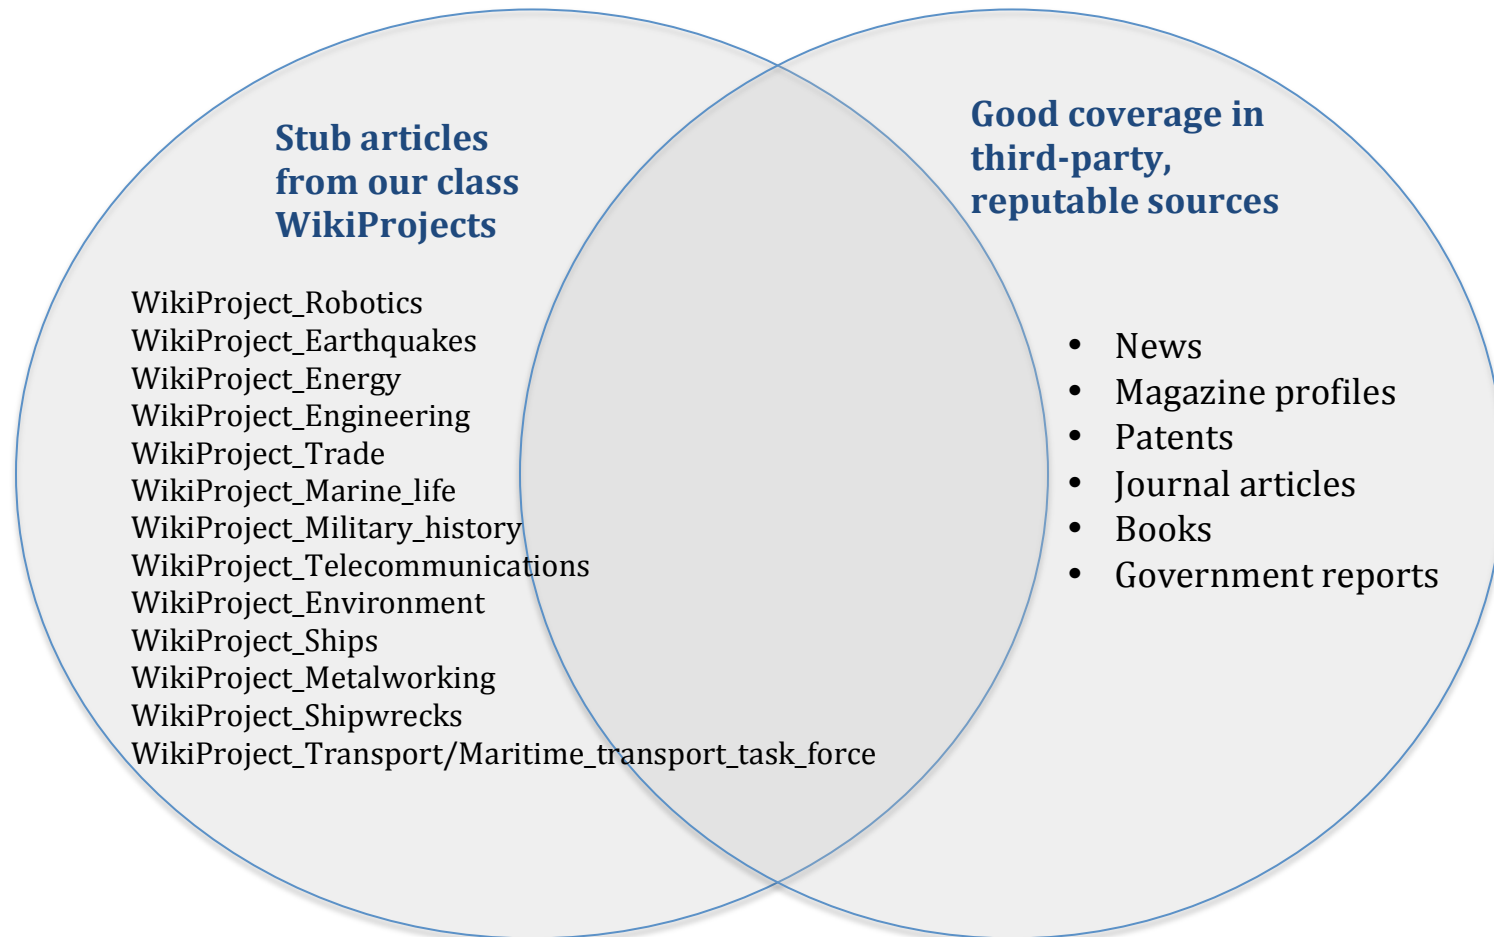 Stub articles
from our class
WikiProjects
WikiProject_Robotics
WikiProject_Earthquakes
WikiProject_Energy
WikiProject_Engineering
WikiProject_Trade
WikiProject_Marine_life
WikiProject_Military_history
WikiProject_Telecommunications
WikiProject_Environment
WikiProject_Ships
WikiProject_Metalworking
WikiProject_Shipwrecks
WikiProject_Transport/Maritime_transport_task_force
Good coverage in
third-party,
reputable sources
• News
• Magazine profiles
• Patents
• Journal articles
• Books
• Government reports